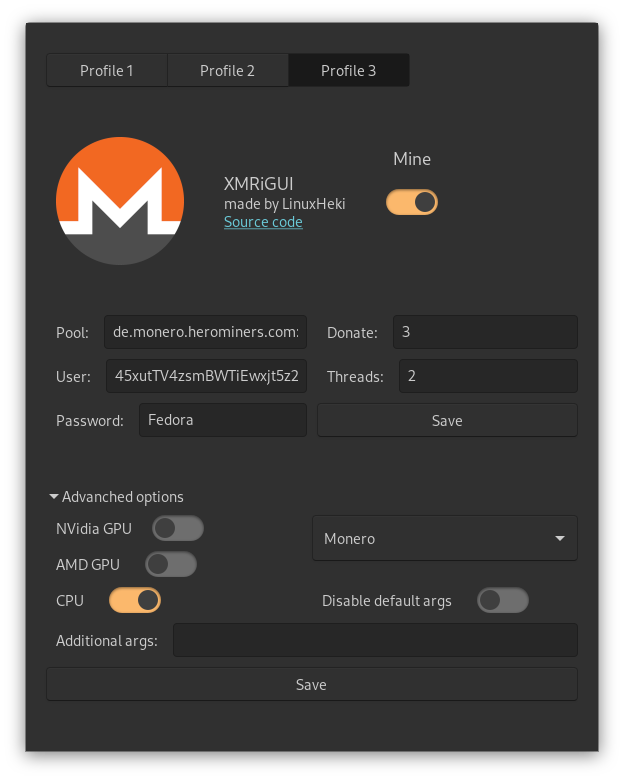 Profile 1 Profile 2 Profile 3
Mine
XMRiGUI
made by LinuxHeki
Source code
Pool: de.monero.herominers.com: Donate: 3
User: 45xutTV4zsmBWTiEwxjt5z2 Threads: 2
Password: Fedora Save
Advanched options
NVidia GPU Monero
AMD GPU
CPU Disable default args
Additional args:
Save